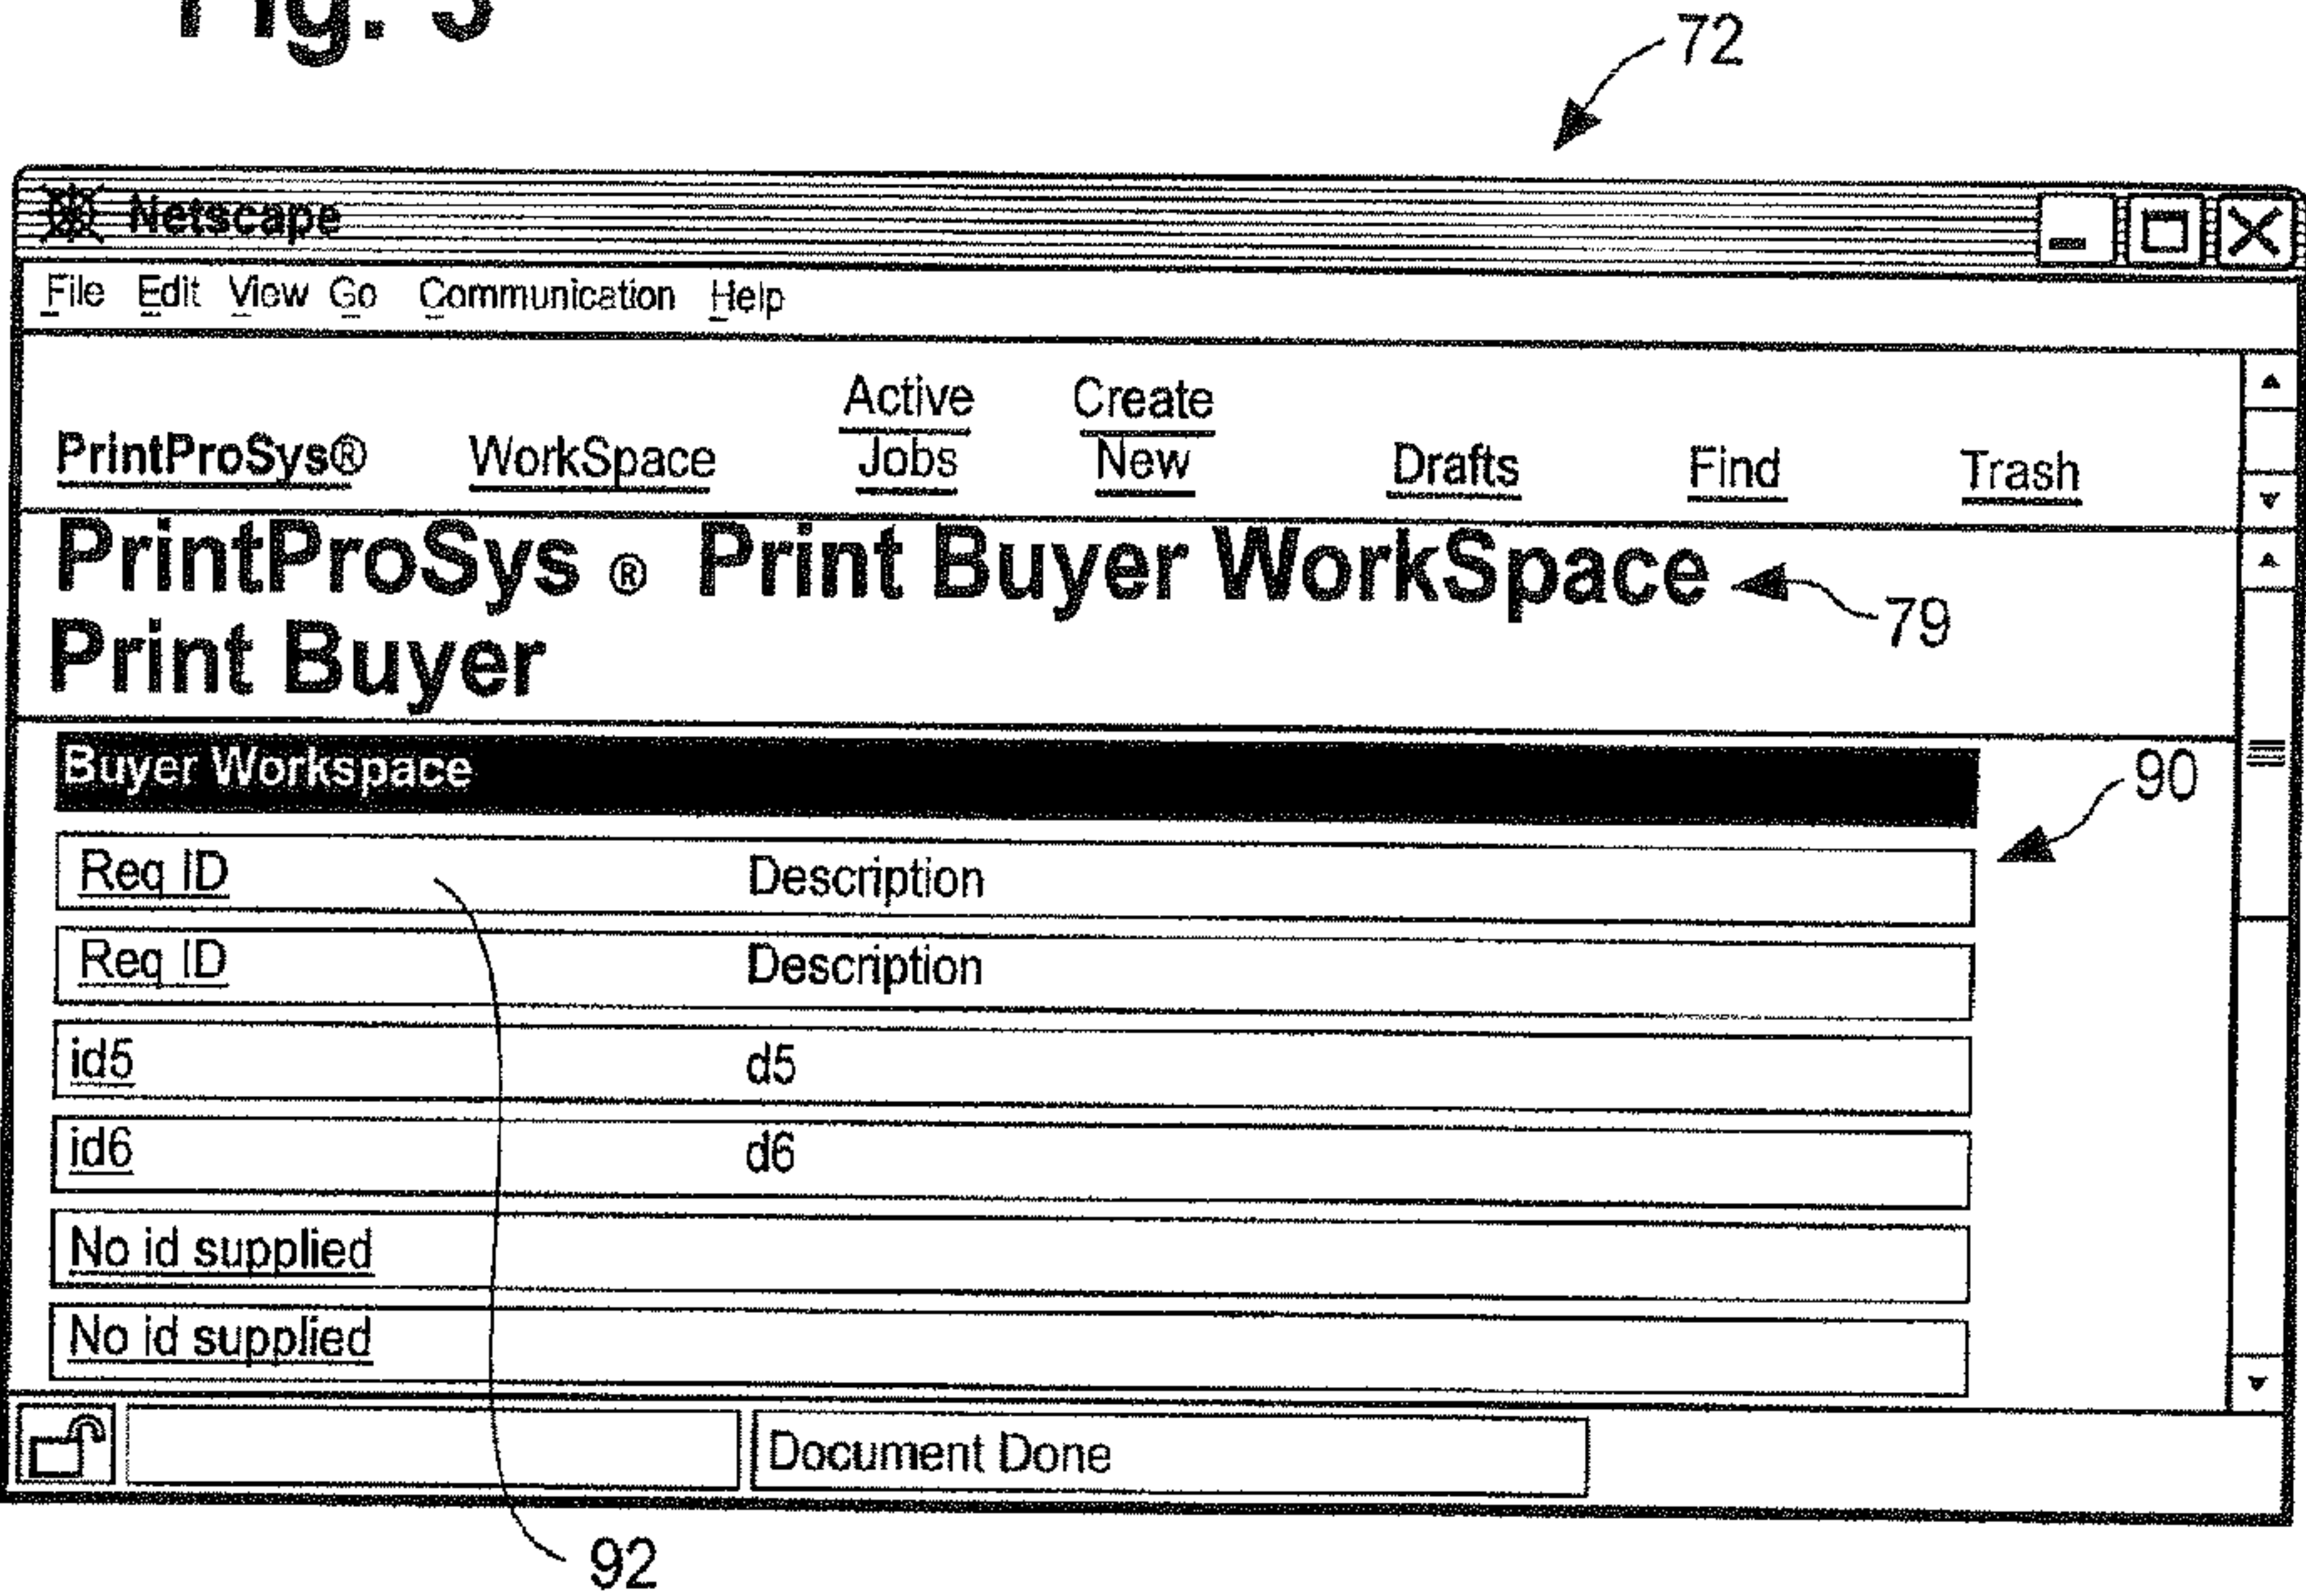 Fig.
72
Netscape
File Edit View Go Communication Help
PrintProSys® WorkSpace Active Jobs Create New Drafts Find Trash
PrintProSys ® Print Buyer WorkSpace
79
Print Buyer
Buyer Workspace
90
Req ID Description
Req ID Description
id5 d5
id6 d6
No id supplied
No id supplied
Document Done
92